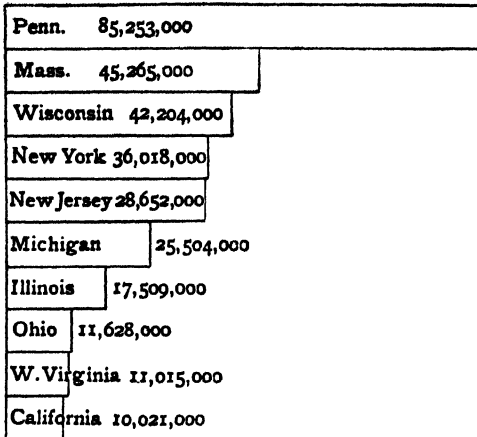 Penn. 85,253,000
Mass. 45,265,000
Wisconsin 42,204,000
New York 36,018,000
New Jersey 28,652,000
Michigan 25,504,000
Illinois 17,509,000
Ohio 11,628,000
W. Virginia 11,015,000
California 10,021,000